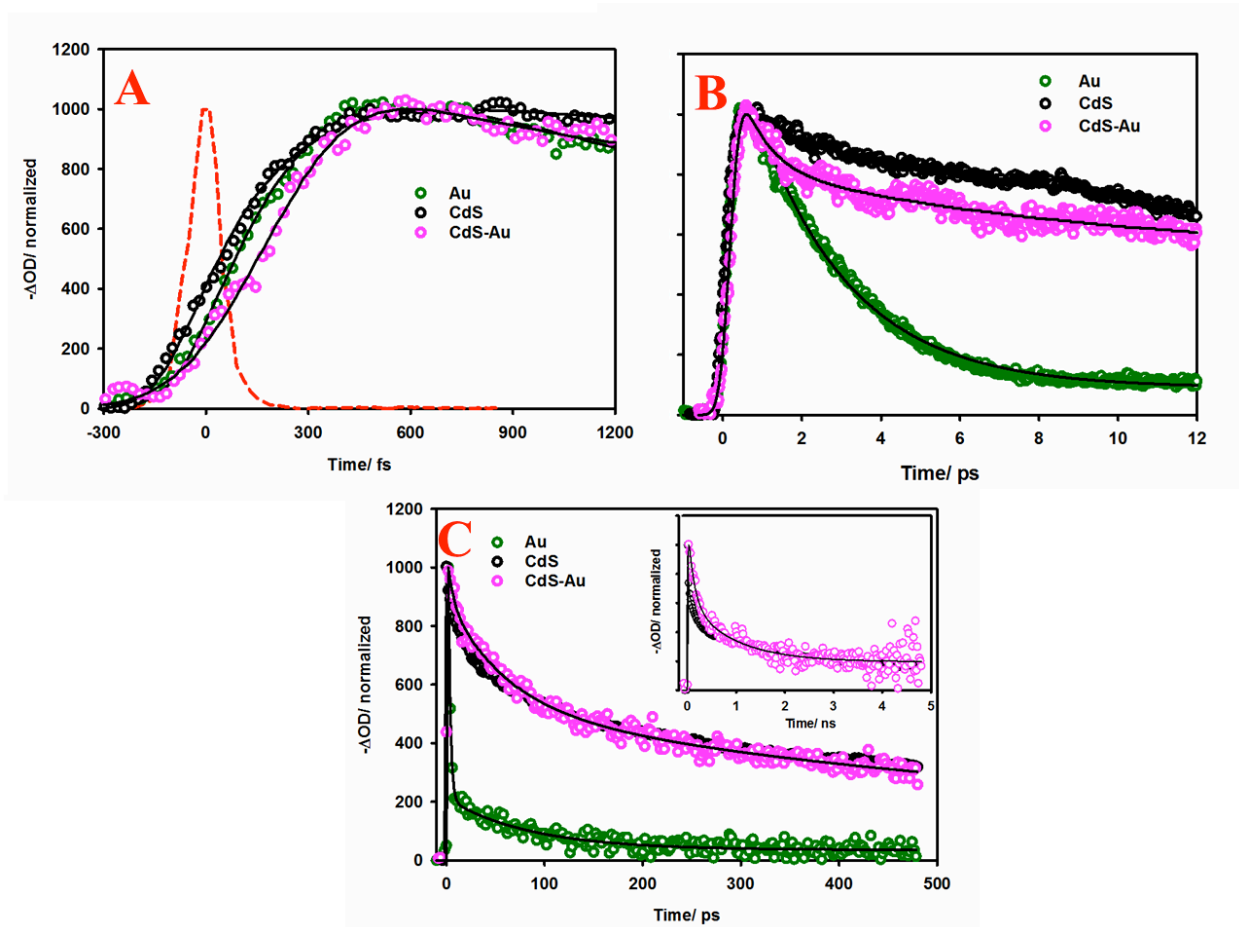 A
-ΔOD/ normalized
1200
1000
800
600
400
200
0
-300 0 300 600 900 1200
Time/ fs
Au
CdS
CdS-Au
B
Au
CdS
CdS-Au
0 2 4 6 8 10 12
Time/ ps
C
-ΔOD/ normalized
1200
1000
800
600
400
200
0
0 100 200 300 400 500
Time/ ps
Au
CdS
CdS-Au
-ΔOD/ normalized
0 1 2 3 4 5
Time/ ns